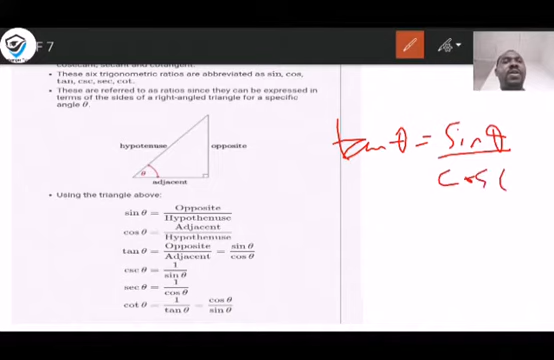 F 7
cosecant, secant and cotangent.
• These six trigonometric ratios are abbreviated as sin, cos,
tan, csc, sec, cot.
• These are referred to as ratios since they can be expressed in
terms of the sides of a right-angled triangle for a specific
angle θ.
hypotenuse
opposite
θ
adjacent
• Using the triangle above:
sin θ = Opposite / Hypothenuse
cos θ = Adjacent / Hypothenuse
tan θ = Opposite / Adjacent = sin θ / cos θ
csc θ = 1 / sin θ
sec θ = 1 / cos θ
cot θ = 1 / tan θ = cos θ / sin θ
tan θ = sin θ
cos (